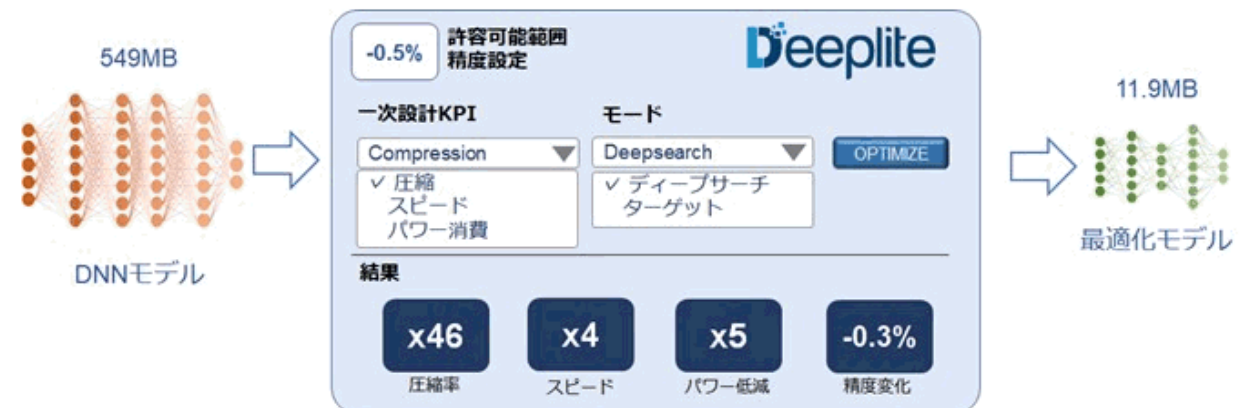 549MB
DNNモデル
-0.5%
許容可能範囲
精度設定
Deeplite
一次設計KPI
モード
Compression
Deepsearch
OPTIMIZE
✓ 圧縮
スピード
パワー消費
✓ ディープサーチ
ターゲット
結果
x46
x4
x5
-0.3%
圧縮率
スピード
パワー低減
精度変化
11.9MB
最適化モデル